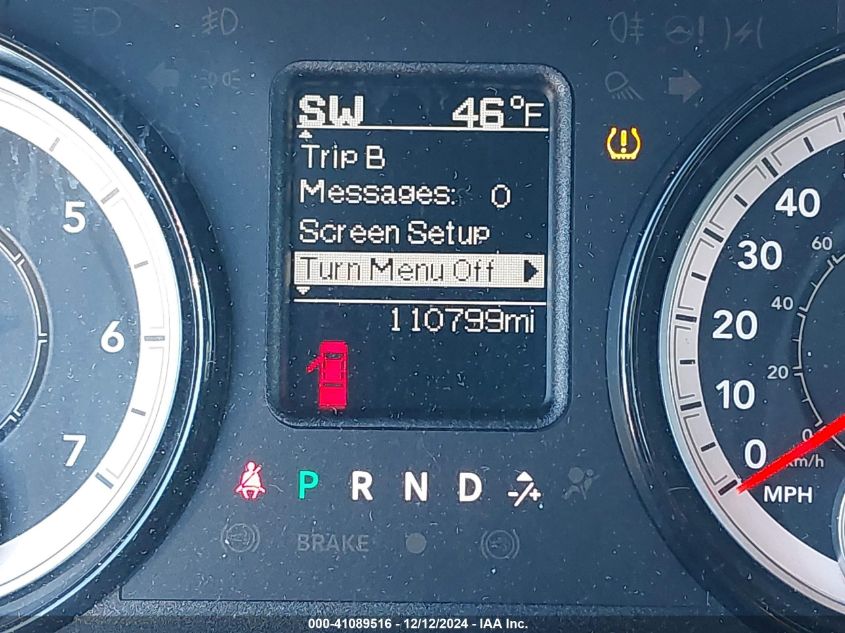 SW 46°F
Trip B
Messages: 0
Screen Setup
Turn Menu Off
110799mi
5
6
7
40
30
20
10
0
MPH
60
40
20
0
km/h
P R N D -/+
BRAKE
000-41089516 - 12/12/2024 - IAA Inc.